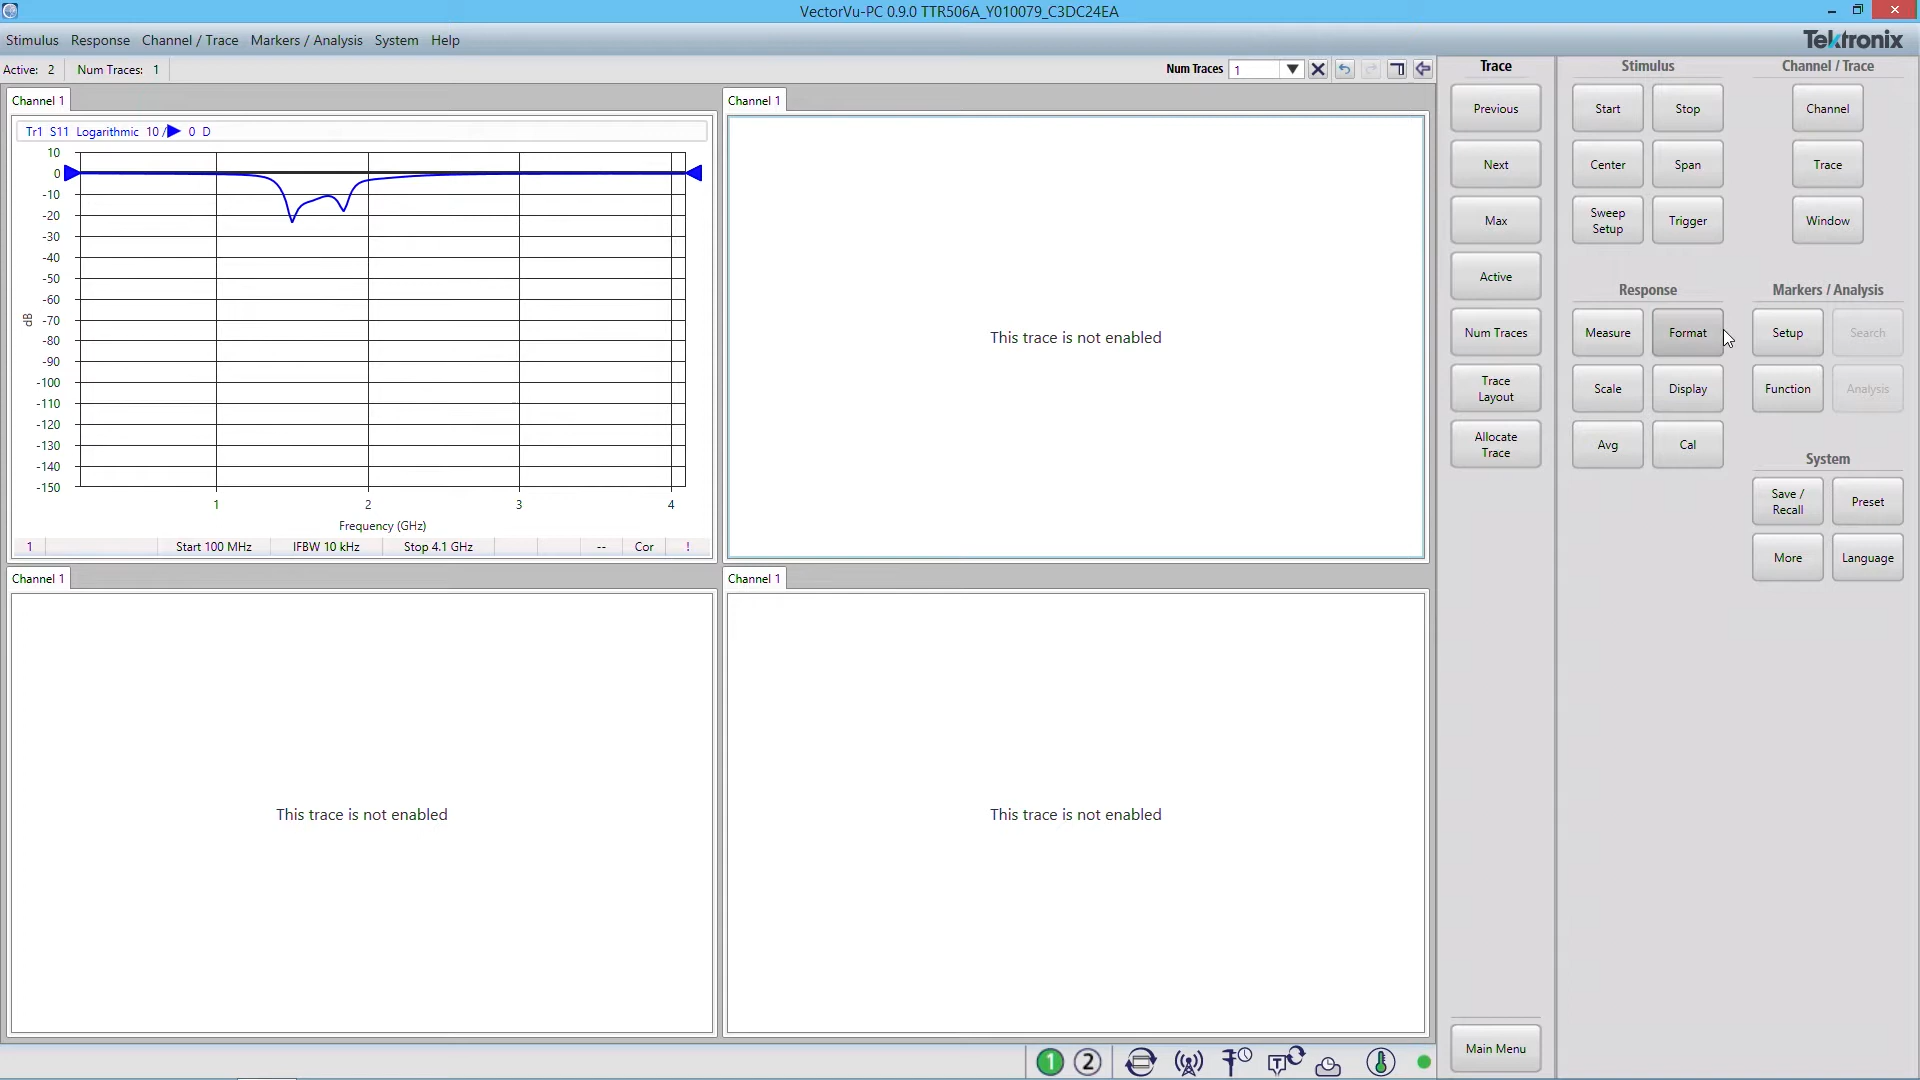 VectorVu-PC 0.9.0 TTR506A_Y010079_C3DC24EA
Stimulus Response Channel / Trace Markers / Analysis System Help
Tektronix
Active: 2 Num Traces: 1
Num Traces 1
Channel 1
Tr1 S11 Logarithmic 10 / 0 D
10
0
-10
-20
-30
-40
-50
-60
-70
-80
-90
-100
-110
-120
-130
-140
-150
dB
1 2 3 4
Frequency (GHz)
1 Start 100 MHz IFBW 10 kHz Stop 4.1 GHz -- Cor !
Channel 1
This trace is not enabled
Channel 1
This trace is not enabled
Channel 1
This trace is not enabled
1 2
Trace
Previous
Next
Max
Active
Num Traces
Trace
Layout
Allocate
Trace
Main Menu
Stimulus
Start Stop
Center Span
Sweep
Setup
Trigger
Channel / Trace
Channel
Trace
Window
Response
Measure Format
Scale Display
Avg Cal
Markers / Analysis
Setup Search
Function Analysis
System
Save /
Recall
Preset
More Language